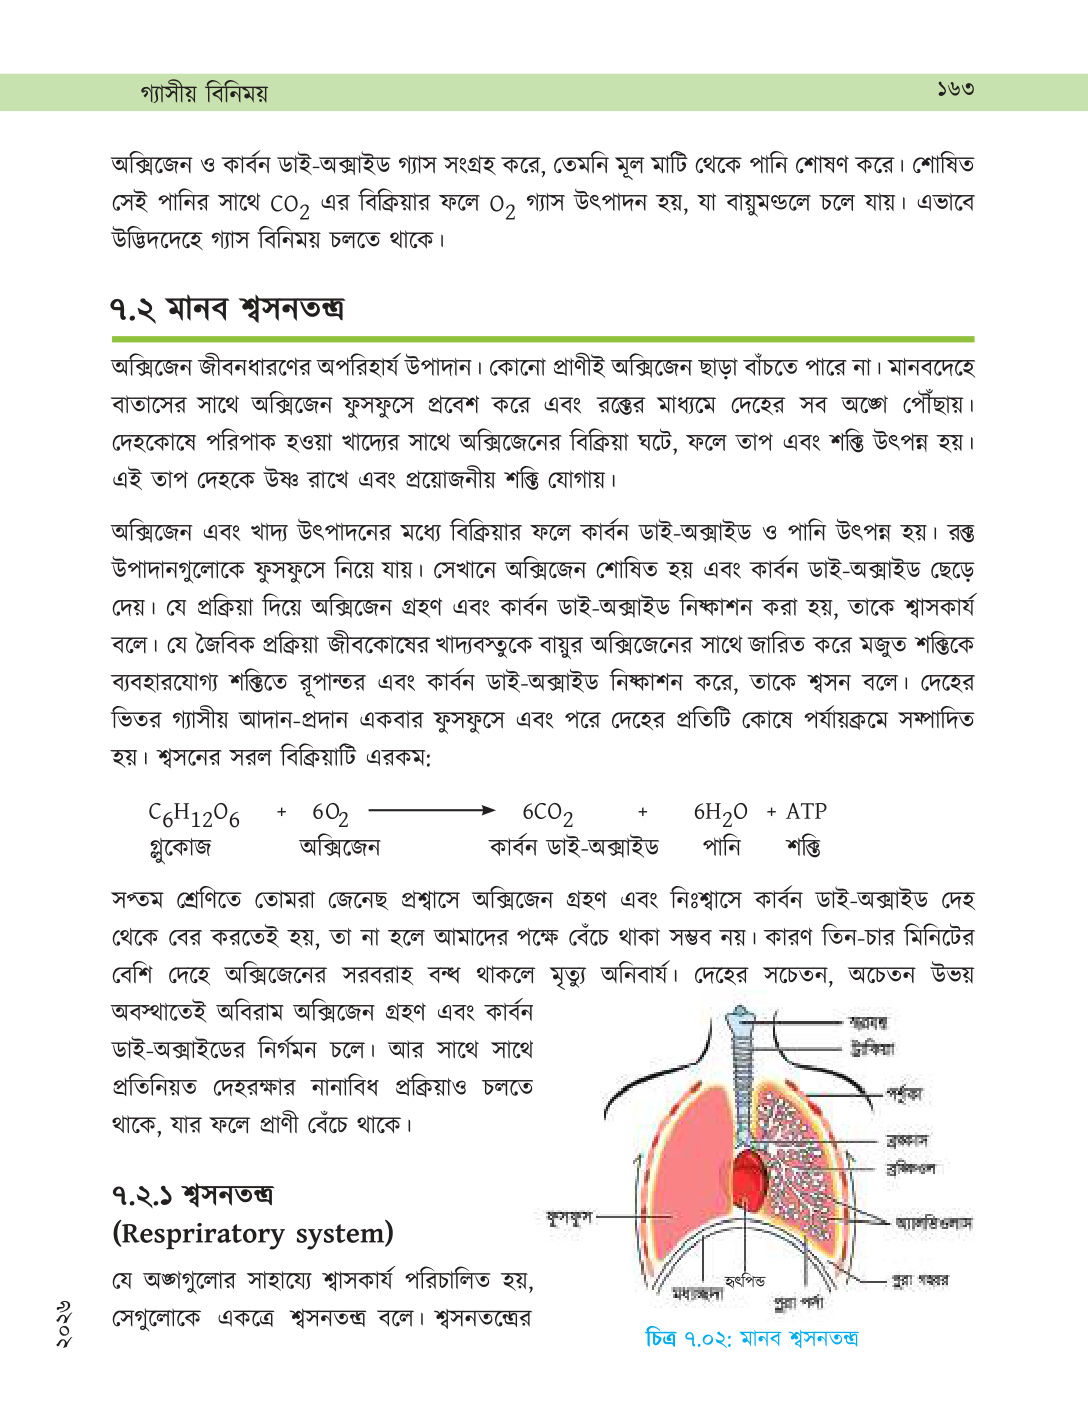 গ্যাসীয় বিনিময়
১৬৩
অক্সিজেন ও কার্বন ডাই-অক্সাইড গ্যাস সংগ্রহ করে, তেমনি মূল মাটি থেকে পানি শোষণ করে। শোষিত
সেই পানির সাথে CO2 এর বিক্রিয়ার ফলে O2 গ্যাস উৎপাদন হয়, যা বায়ুমণ্ডলে চলে যায়। এভাবে
উদ্ভিদদেহে গ্যাস বিনিময় চলতে থাকে।
৭.২ মানব শ্বসনতন্ত্র
অক্সিজেন জীবনধারণের অপরিহার্য উপাদান। কোনো প্রাণীই অক্সিজেন ছাড়া বাঁচতে পারে না। মানবদেহে
বাতাসের সাথে অক্সিজেন ফুসফুসে প্রবেশ করে এবং রক্তের মাধ্যমে দেহের সব অঙ্গে পৌঁছায়।
দেহকোষে পরিপাক হওয়া খাদ্যের সাথে অক্সিজেনের বিক্রিয়া ঘটে, ফলে তাপ এবং শক্তি উৎপন্ন হয়।
এই তাপ দেহকে উষ্ণ রাখে এবং প্রয়োজনীয় শক্তি যোগায়।
অক্সিজেন এবং খাদ্য উৎপাদনের মধ্যে বিক্রিয়ার ফলে কার্বন ডাই-অক্সাইড ও পানি উৎপন্ন হয়। রক্ত
উপাদানগুলোকে ফুসফুসে নিয়ে যায়। সেখানে অক্সিজেন শোষিত হয় এবং কার্বন ডাই-অক্সাইড ছেড়ে
দেয়। যে প্রক্রিয়া দিয়ে অক্সিজেন গ্রহণ এবং কার্বন ডাই-অক্সাইড নিষ্কাশন করা হয়, তাকে শ্বাসকার্য
বলে। যে জৈবিক প্রক্রিয়া জীবকোষের খাদ্যবস্তুকে বায়ুর অক্সিজেনের সাথে জারিত করে মজুত শক্তিকে
ব্যবহারযোগ্য শক্তিতে রূপান্তর এবং কার্বন ডাই-অক্সাইড নিষ্কাশন করে, তাকে শ্বসন বলে। দেহের
ভিতর গ্যাসীয় আদান-প্রদান একবার ফুসফুসে এবং পরে দেহের প্রতিটি কোষে পর্যায়ক্রমে সম্পাদিত
হয়। শ্বসনের সরল বিক্রিয়াটি এরকম:
C6H12O6 + 6O2 ⟶ 6CO2 + 6H2O + ATP
গ্লুকোজ অক্সিজেন কার্বন ডাই-অক্সাইড পানি শক্তি
সপ্তম শ্রেণিতে তোমরা জেনেছ প্রশ্বাসে অক্সিজেন গ্রহণ এবং নিঃশ্বাসে কার্বন ডাই-অক্সাইড দেহ
থেকে বের করতেই হয়, তা না হলে আমাদের পক্ষে বেঁচে থাকা সম্ভব নয়। কারণ তিন-চার মিনিটের
বেশি দেহে অক্সিজেনের সরবরাহ বন্ধ থাকলে মৃত্যু অনিবার্য। দেহের সচেতন, অচেতন উভয়
অবস্থাতেই অবিরাম অক্সিজেন গ্রহণ এবং কার্বন
ডাই-অক্সাইডের নির্গমন চলে। আর সাথে সাথে
প্রতিনিয়ত দেহরক্ষার নানাবিধ প্রক্রিয়াও চলতে
থাকে, যার ফলে প্রাণী বেঁচে থাকে।
৭.২.১ শ্বসনতন্ত্র
(Respriratory system)
যে অঙ্গগুলোর সাহায্যে শ্বাসকার্য পরিচালিত হয়,
সেগুলোকে একত্রে শ্বসনতন্ত্র বলে। শ্বসনতন্ত্রের
স্বরযন্ত্র
ট্রাকিয়া
পর্শুকা
ব্রঙ্কাস
ব্রঙ্কিওল
অ্যালভিওলাস
ফুসফুস
প্লুরা গহ্বর
হৃৎপিন্ড
মধ্যচ্ছদা
প্লুরা পর্দা
চিত্র ৭.০২: মানব শ্বসনতন্ত্র
২০২৬